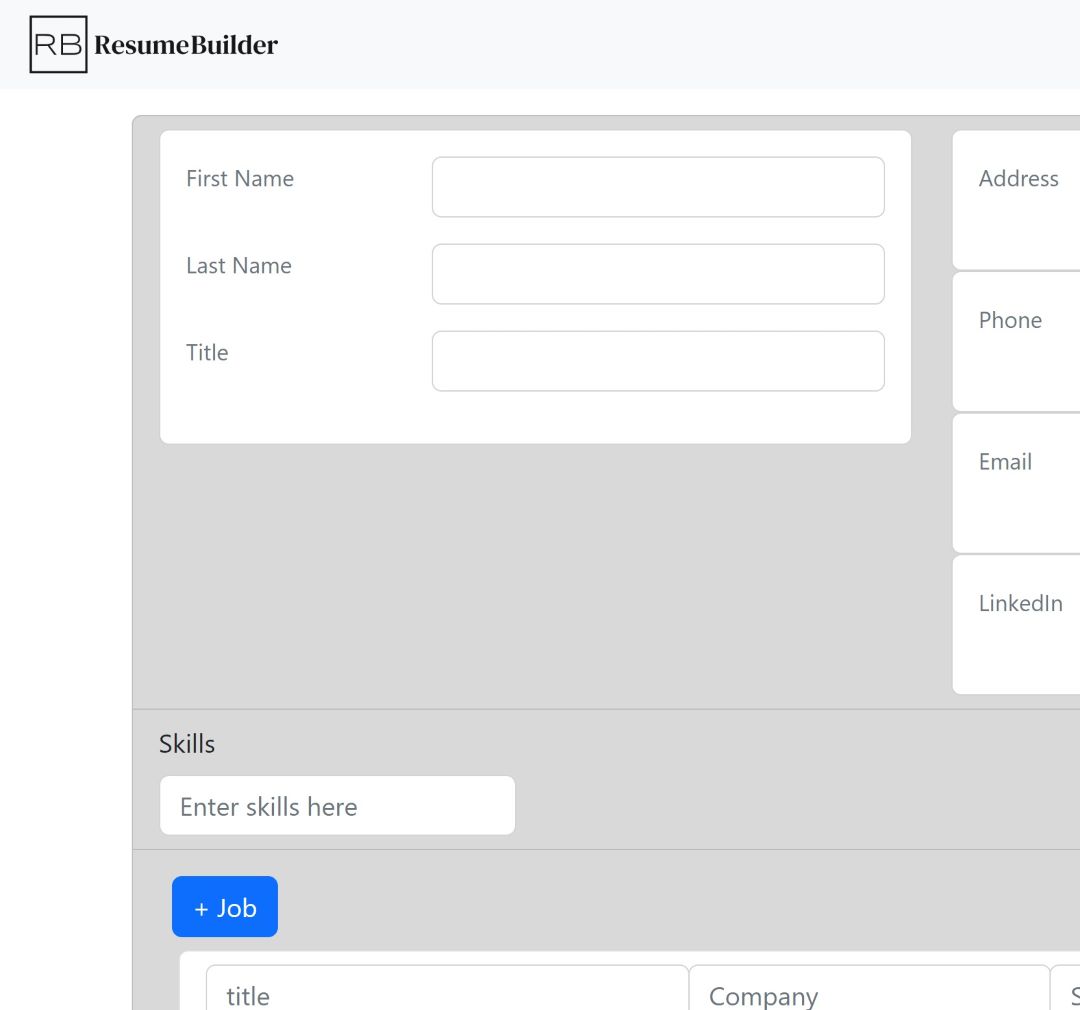 RB ResumeBuilder
First Name
Last Name
Title
Address
Phone
Email
LinkedIn
Skills
Enter skills here
+ Job
title
Company